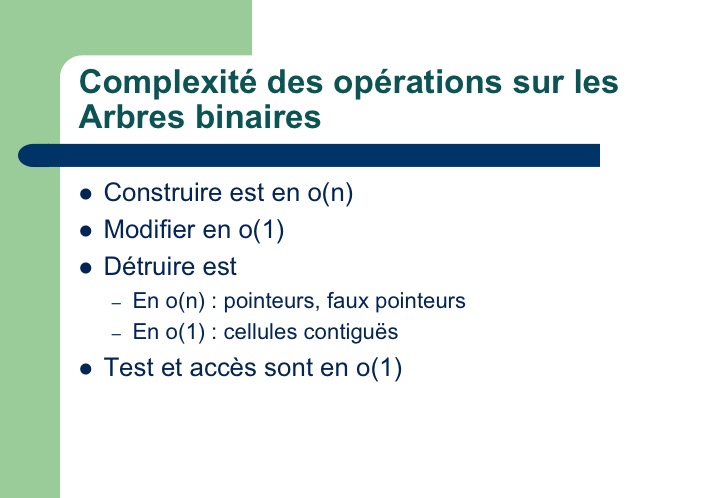 Complexité des opérations sur les
Arbres binaires
● Construire est en o(n)
● Modifier en o(1)
● Détruire est
– En o(n) : pointeurs, faux pointeurs
– En o(1) : cellules contiguës
● Test et accès sont en o(1)